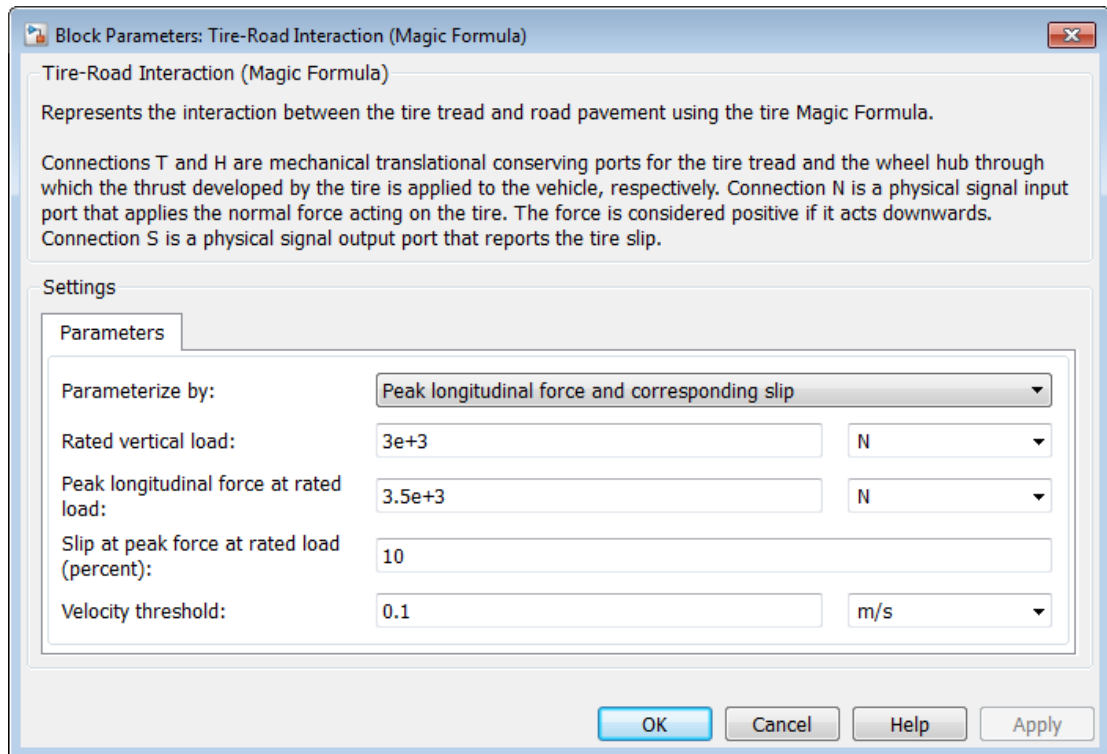 Block Parameters: Tire-Road Interaction (Magic Formula)
Tire-Road Interaction (Magic Formula)
Represents the interaction between the tire tread and road pavement using the tire Magic Formula.
Connections T and H are mechanical translational conserving ports for the tire tread and the wheel hub through
which the thrust developed by the tire is applied to the vehicle, respectively. Connection N is a physical signal input
port that applies the normal force acting on the tire. The force is considered positive if it acts downwards.
Connection S is a physical signal output port that reports the tire slip.
Settings
Parameters
Parameterize by: Peak longitudinal force and corresponding slip
Rated vertical load: 3e+3 N
Peak longitudinal force at rated
load: 3.5e+3 N
Slip at peak force at rated load
(percent): 10
Velocity threshold: 0.1 m/s
OK Cancel Help Apply